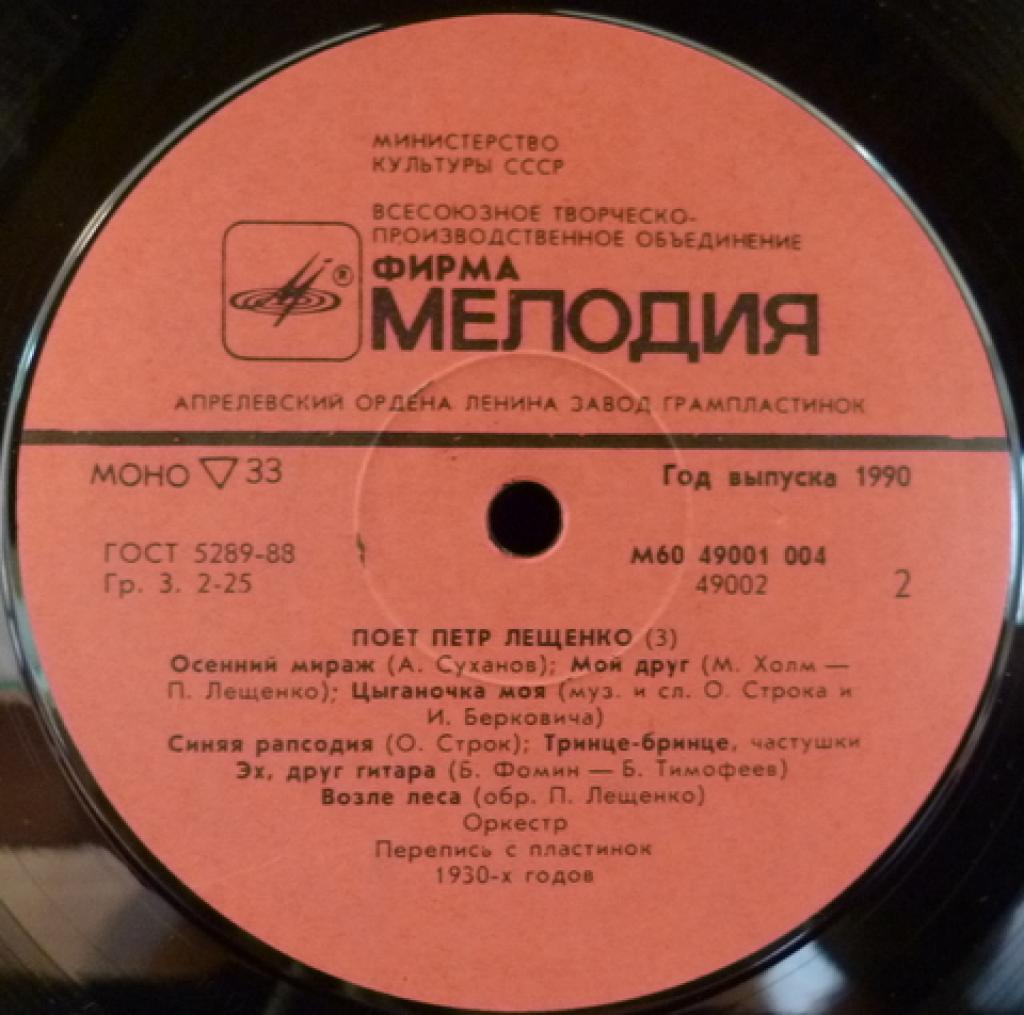 МИНИСТЕРСТВО
КУЛЬТУРЫ СССР
ВСЕСОЮЗНОЕ ТВОРЧЕСКО-
ПРОИЗВОДСТВЕННОЕ ОБЪЕДИНЕНИЕ
ФИРМА
®
МЕЛОДИЯ
АПРЕЛЕВСКИЙ ОРДЕНА ЛЕНИНА ЗАВОД ГРАМПЛАСТИНОК
МОНО ▽ 33
Год выпуска 1990
ГОСТ 5289-88
Гр. 3. 2-25
М60 49001 004
49002
2
ПОЕТ ПЕТР ЛЕЩЕНКО (3)
Осенний мираж (А. Суханов); Мой друг (М. Холм —
П. Лещенко); Цыганочка моя (муз. и сл. О. Строка и
И. Берковича)
Синяя рапсодия (О. Строк); Тринце-бринце, частушки
Эх, друг гитара (Б. Фомин — Б. Тимофеев)
Возле леса (обр. П. Лещенко)
Оркестр
Перепись с пластинок
1930-х годов